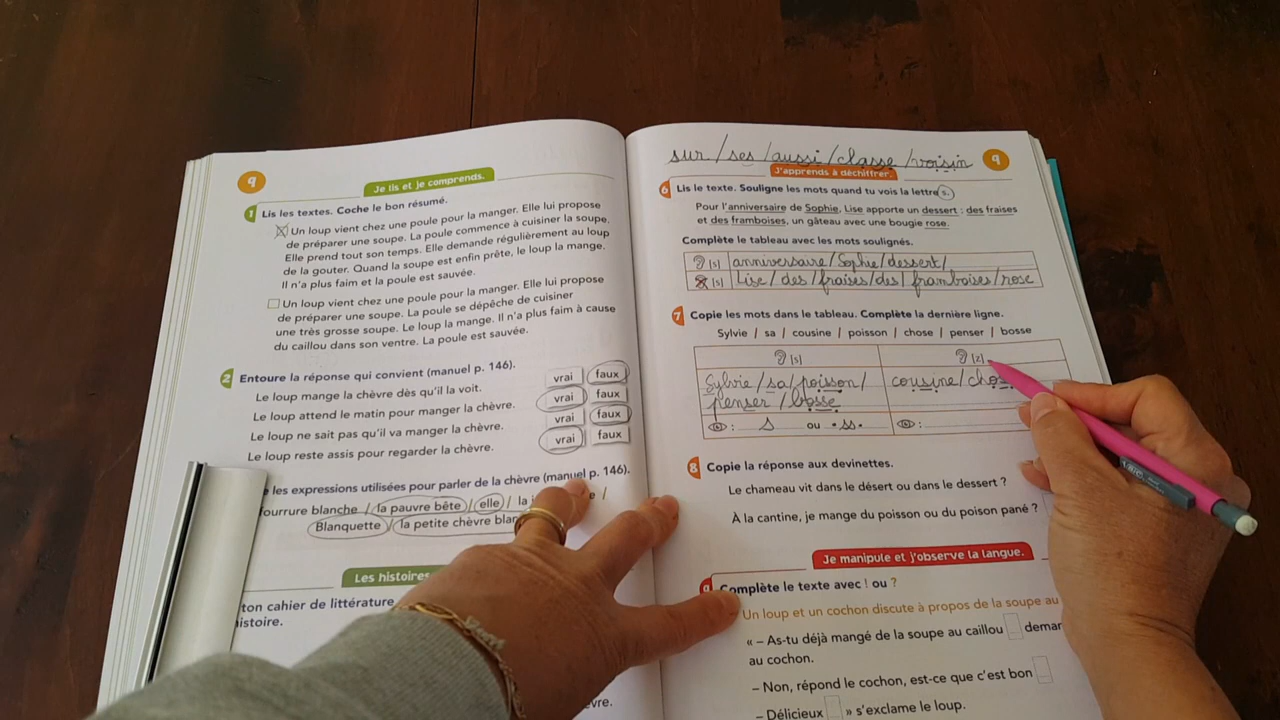 9
Je lis et je comprends.
1 Lis les textes. Coche le bon résumé.
Un loup vient chez une poule pour la manger. Elle lui propose
de préparer une soupe. La poule commence à cuisiner la soupe.
Elle prend tout son temps. Elle demande régulièrement au loup
de la gouter. Quand la soupe est enfin prête, le loup la mange.
Il n'a plus faim et la poule est sauvée.
Un loup vient chez une poule pour la manger. Elle lui propose
de préparer une soupe. La poule se dépêche de cuisiner
une très grosse soupe. Le loup la mange. Il n'a plus faim à cause
du caillou dans son ventre. La poule est sauvée.
2 Entoure la réponse qui convient (manuel p. 146).
Le loup mange la chèvre dès qu'il la voit. vrai faux
Le loup attend le matin pour manger la chèvre. vrai faux
Le loup ne sait pas qu'il va manger la chèvre. vrai faux
Le loup reste assis pour regarder la chèvre. vrai faux
les expressions utilisées pour parler de la chèvre (manuel p. 146).
fourrure blanche / la pauvre bête / elle / la
Blanquette / la petite chèvre
Les histoires
ton cahier de littérature
sur / ses / aussi / classe / voisin
9
J'apprends à déchiffrer.
6 Lis le texte. Souligne les mots quand tu vois la lettre s.
Pour l'anniversaire de Sophie, Lise apporte un dessert : des fraises
et des framboises, un gâteau avec une bougie rose.
Complète le tableau avec les mots soulignés.
[s] anniversaire / Sophie / dessert /
[s] Lise / des / fraises / des / framboises / rose
7 Copie les mots dans le tableau. Complète la dernière ligne.
Sylvie / sa / cousine / poisson / chose / penser / bosse
[s] [z]
Sylvie / sa / poisson / cousine /
penser / bosse
: s ou •ss• :
8 Copie la réponse aux devinettes.
Le chameau vit dans le désert ou dans le dessert ?
À la cantine, je mange du poisson ou du poison pané ?
Je manipule et j'observe la langue.
9 Complète le texte avec ! ou ?
Un loup et un cochon discute à propos de la soupe au
« – As-tu déjà mangé de la soupe au caillou
au cochon.
– Non, répond le cochon, est-ce que c'est bon
– Délicieux » s'exclame le loup.